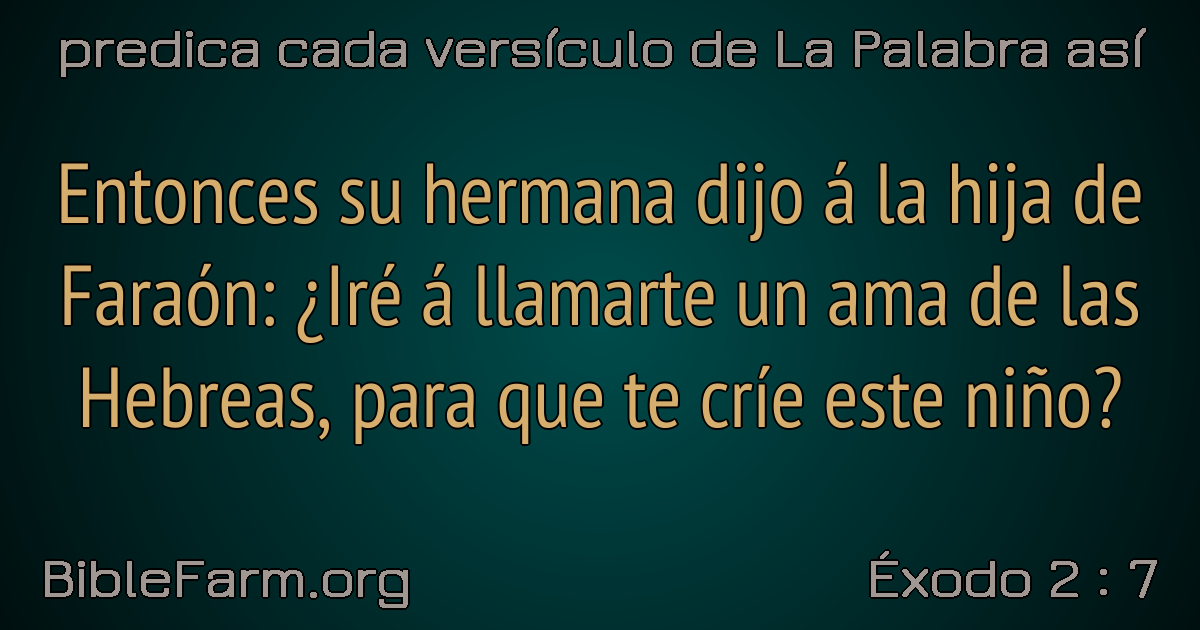 predica cada versículo de La Palabra así
Entonces su hermana dijo á la hija de
Faraón: ¿Iré á llamarte un ama de las
Hebreas, para que te críe este niño?
BibleFarm.org
Éxodo 2 : 7